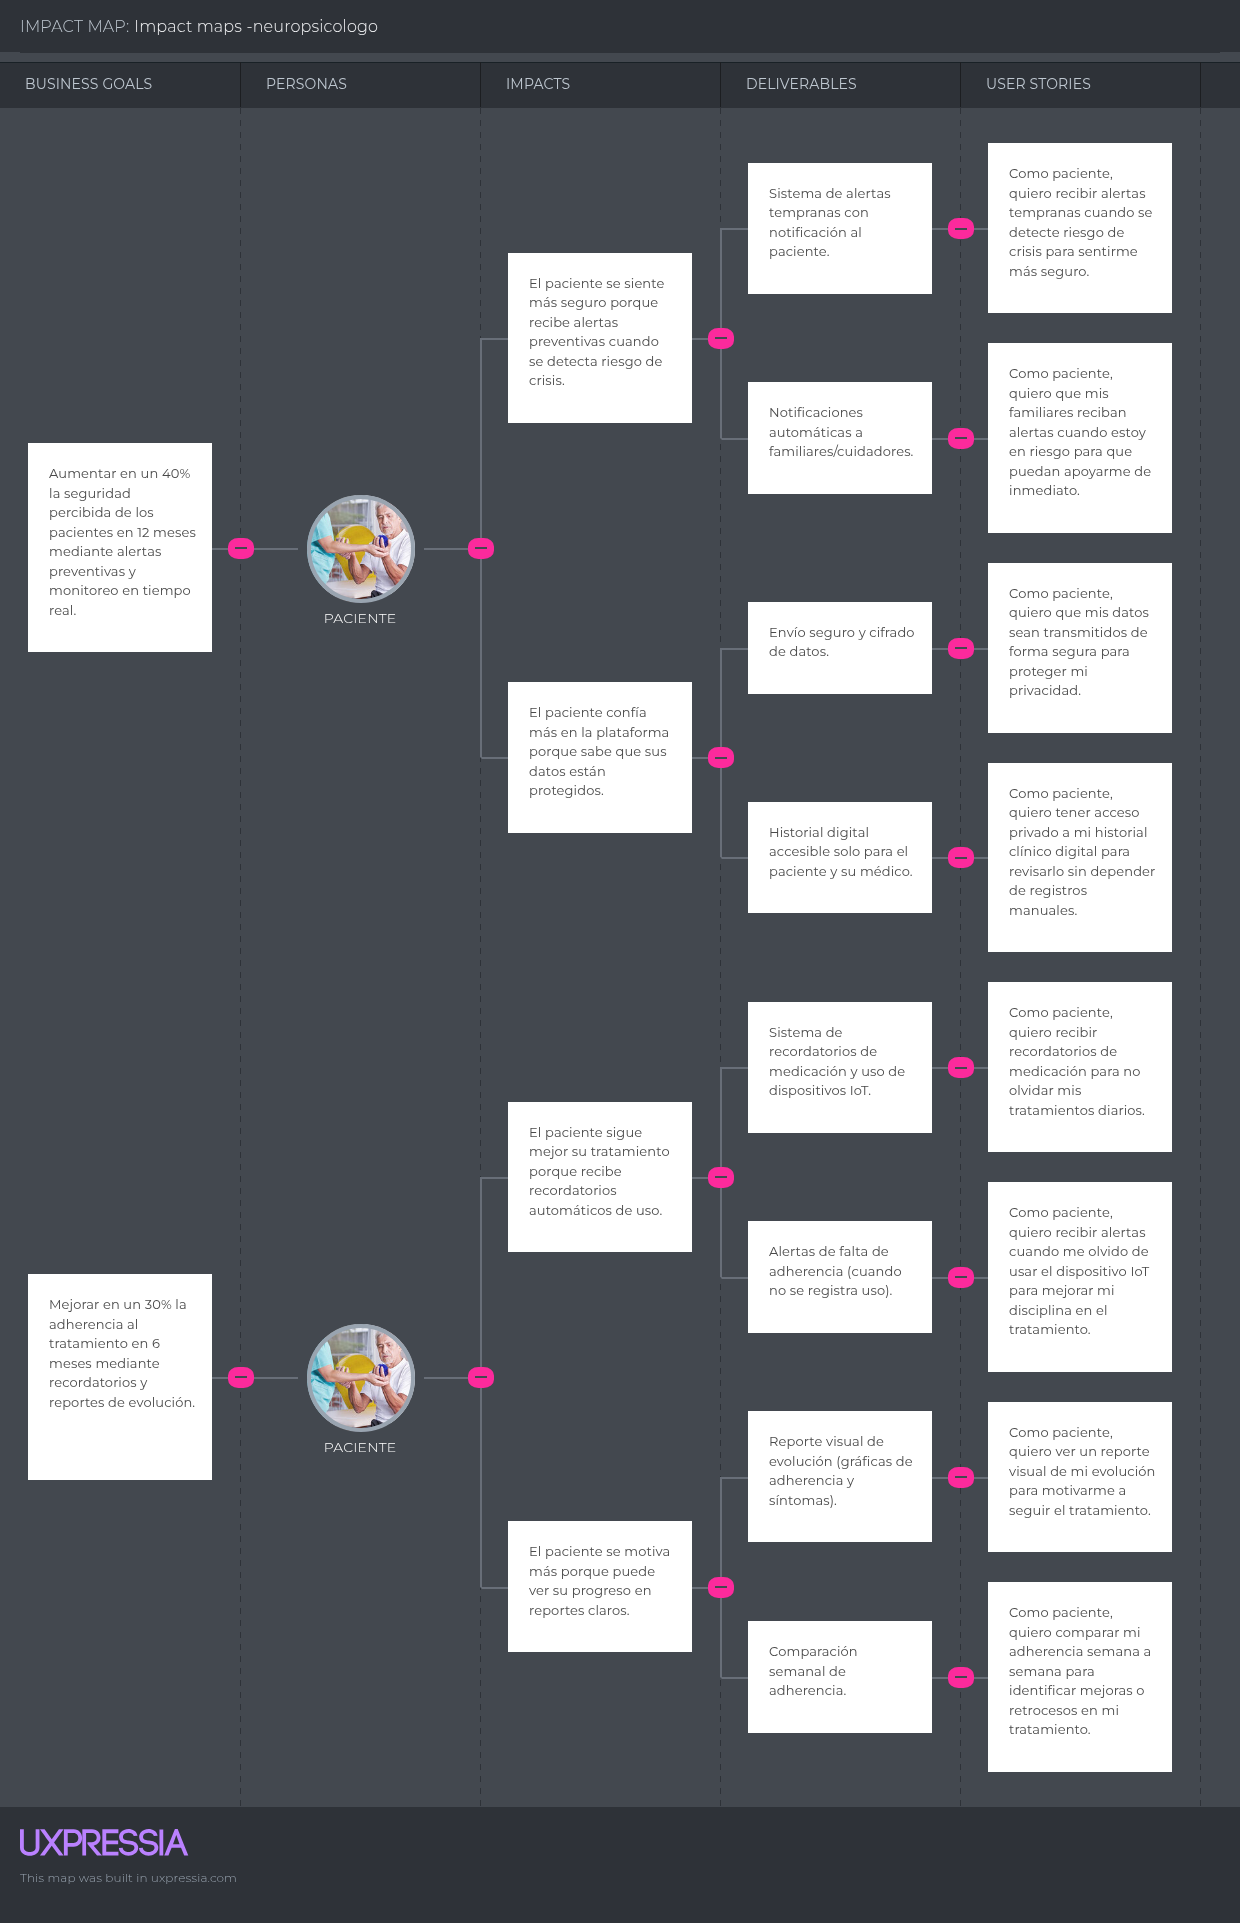 IMPACT MAP: Impact maps -neuropsicologo
BUSINESS GOALS
PERSONAS
IMPACTS
DELIVERABLES
USER STORIES
Aumentar en un 40%
la seguridad
percibida de los
pacientes en 12 meses
mediante alertas
preventivas y
monitoreo en tiempo
real.
PACIENTE
El paciente se siente
más seguro porque
recibe alertas
preventivas cuando
se detecta riesgo de
crisis.
Sistema de alertas
tempranas con
notificación al
paciente.
Como paciente,
quiero recibir alertas
tempranas cuando se
detecte riesgo de
crisis para sentirme
más seguro.
Notificaciones
automáticas a
familiares/cuidadores.
Como paciente,
quiero que mis
familiares reciban
alertas cuando estoy
en riesgo para que
puedan apoyarme de
inmediato.
El paciente confía
más en la plataforma
porque sabe que sus
datos están
protegidos.
Envío seguro y cifrado
de datos.
Como paciente,
quiero que mis datos
sean transmitidos de
forma segura para
proteger mi
privacidad.
Historial digital
accesible solo para el
paciente y su médico.
Como paciente,
quiero tener acceso
privado a mi historial
clínico digital para
revisarlo sin depender
de registros
manuales.
Mejorar en un 30% la
adherencia al
tratamiento en 6
meses mediante
recordatorios y
reportes de evolución.
PACIENTE
El paciente sigue
mejor su tratamiento
porque recibe
recordatorios
automáticos de uso.
Sistema de
recordatorios de
medicación y uso de
dispositivos IoT.
Como paciente,
quiero recibir
recordatorios de
medicación para no
olvidar mis
tratamientos diarios.
Alertas de falta de
adherencia (cuando
no se registra uso).
Como paciente,
quiero recibir alertas
cuando me olvido de
usar el dispositivo IoT
para mejorar mi
disciplina en el
tratamiento.
El paciente se motiva
más porque puede
ver su progreso en
reportes claros.
Reporte visual de
evolución (gráficas de
adherencia y
síntomas).
Como paciente,
quiero ver un reporte
visual de mi evolución
para motivarme a
seguir el tratamiento.
Comparación
semanal de
adherencia.
Como paciente,
quiero comparar mi
adherencia semana a
semana para
identificar mejoras o
retrocesos en mi
tratamiento.
UXPRESSIA
This map was built in uxpressia.com